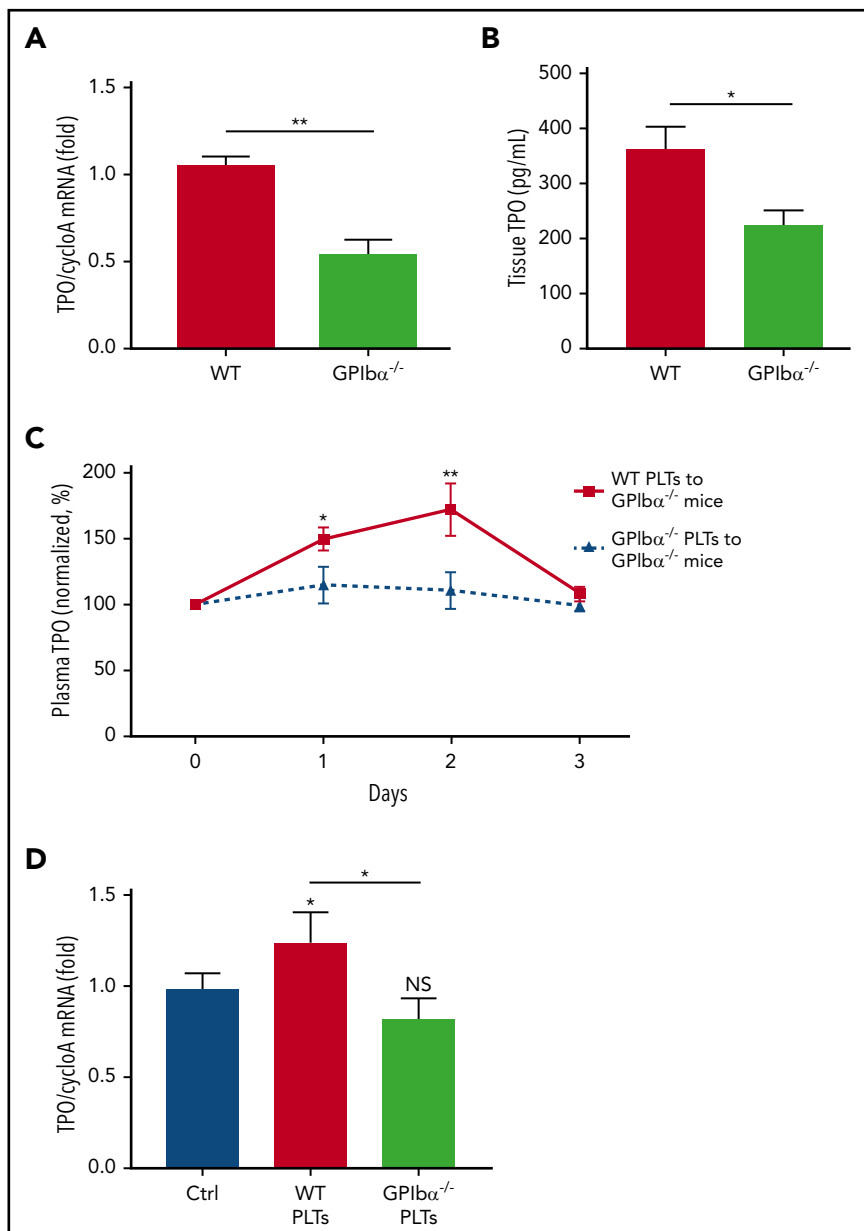 A
TPO/cycloA mRNA (fold)
1.5
1.0
0.5
0.0
**
WT
GPIbα-/-
B
Tissue TPO (pg/mL)
500
400
300
200
100
0
*
WT
GPIbα-/-
C
Plasma TPO (normalized, %)
200
150
100
50
0
*
**
0
1
2
3
Days
WT PLTs to
GPIbα-/- mice
GPIbα-/- PLTs to
GPIbα-/- mice
D
TPO/cycloA mRNA (fold)
1.5
1.0
0.5
0.0
*
*
NS
Ctrl
WT
PLTs
GPIbα-/-
PLTs